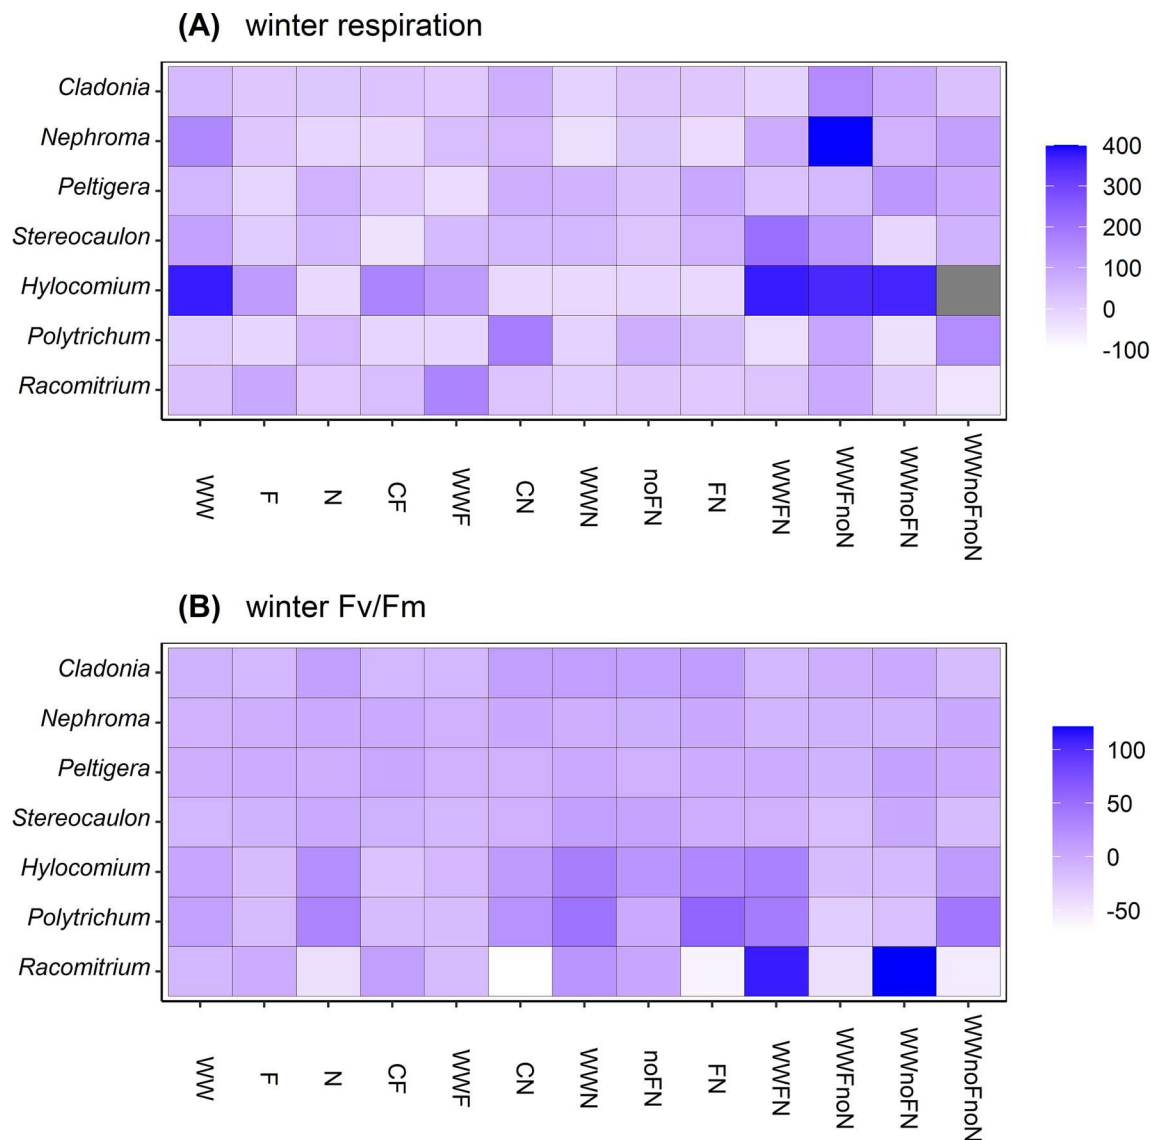 (A) winter respiration
Cladonia
Nephroma
Peltigera
Stereocaulon
Hylocomium
Polytrichum
Racomitrium
400
300
200
100
0
-100
WW F N CF WWF CN WWN noFN FN WWFN WWFnoN WWnoFN WWnoFnoN
(B) winter Fv/Fm
Cladonia
Nephroma
Peltigera
Stereocaulon
Hylocomium
Polytrichum
Racomitrium
100
50
0
-50
WW F N CF WWF CN WWN noFN FN WWFN WWFnoN WWnoFN WWnoFnoN